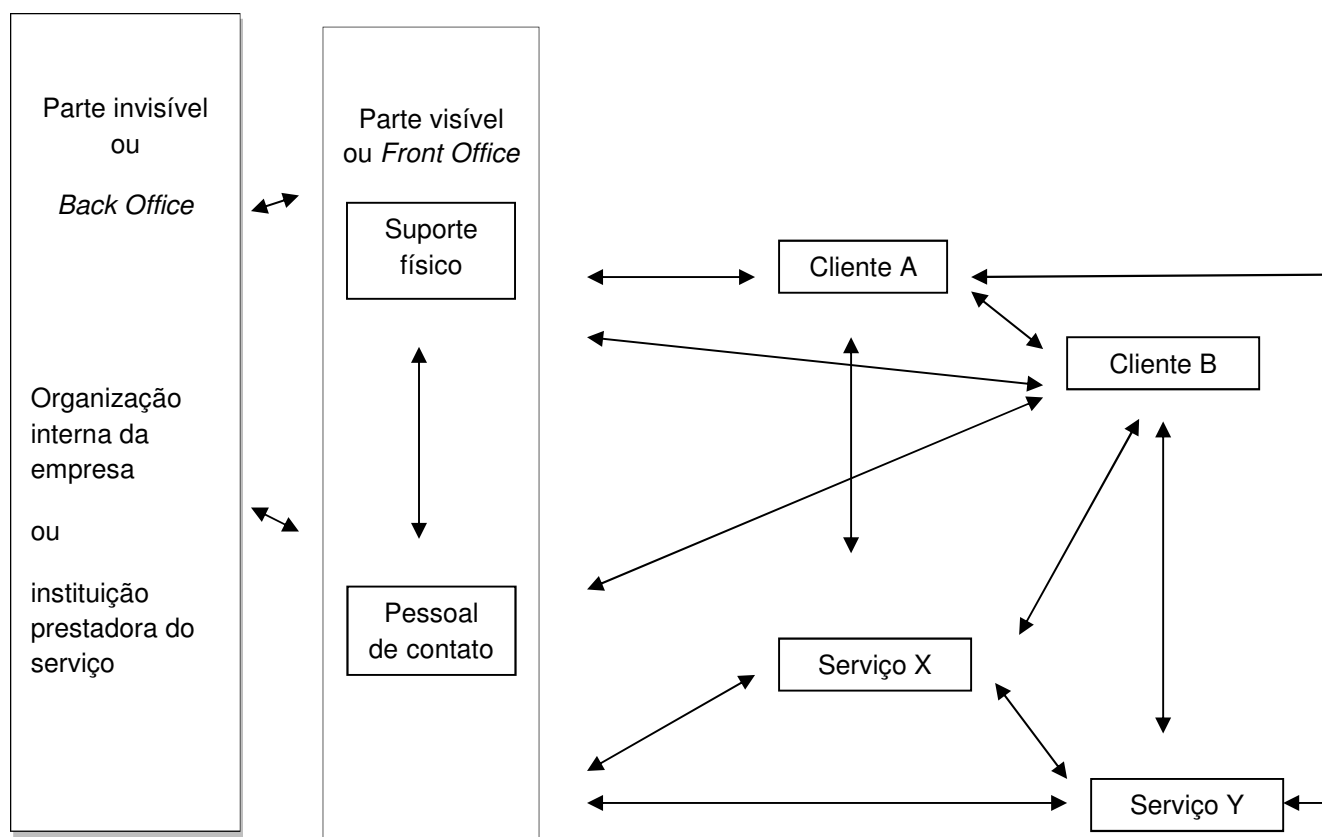 Parte invisível
ou
Back Office
Organização
interna da
empresa
ou
instituição
prestadora do
serviço
Parte visível
ou Front Office
Suporte
físico
Pessoal
de contato
Cliente A
Cliente B
Serviço X
Serviço Y